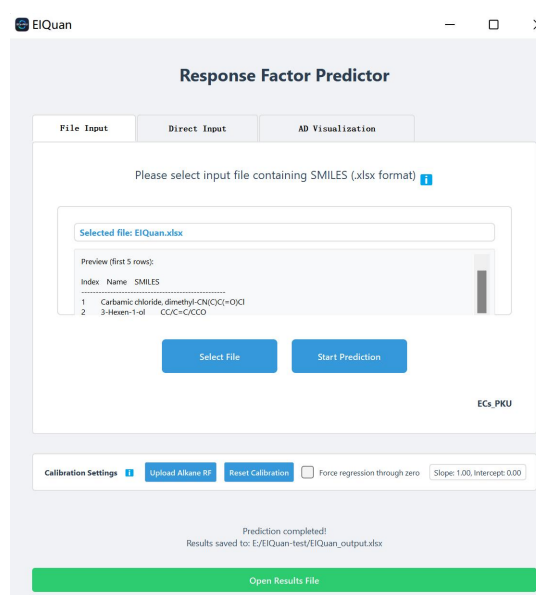 EIQuan
Response Factor Predictor
File Input Direct Input AD Visualization
Please select input file containing SMILES (.xlsx format) i
Selected file: EIQuan.xlsx
Preview (first 5 rows):
Index Name SMILES
----------------------------------------------------
1 Carbamic chloride, dimethyl-CN(C)C(=O)Cl
2 3-Hexen-1-ol CC/C=C/CCO
Select File Start Prediction
ECs_PKU
Calibration Settings i Upload Alkane RF Reset Calibration Force regression through zero Slope: 1.00, Intercept: 0.00
Prediction completed!
Results saved to: E:/EIQuan-test/EIQuan_output.xlsx
Open Results File